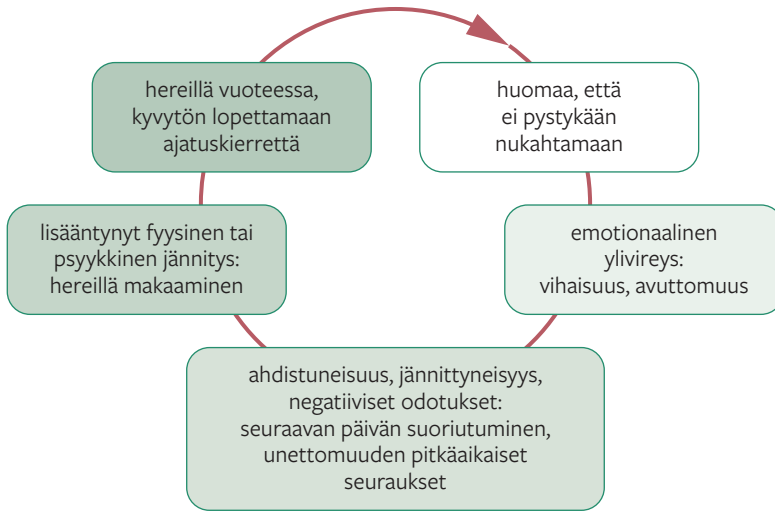 hereillä vuoteessa,
kyvytön lopettamaan
ajatuskierrettä
huomaa, että
ei pystykään
nukahtamaan
lisääntynyt fyysinen tai
psyykkinen jännitys:
hereillä makaaminen
emotionaalinen
ylivireys:
vihaisuus, avuttomuus
ahdistuneisuus, jännittyneisyys,
negatiiviset odotukset:
seuraavan päivän suoriutuminen,
unettomuuden pitkäaikaiset
seuraukset